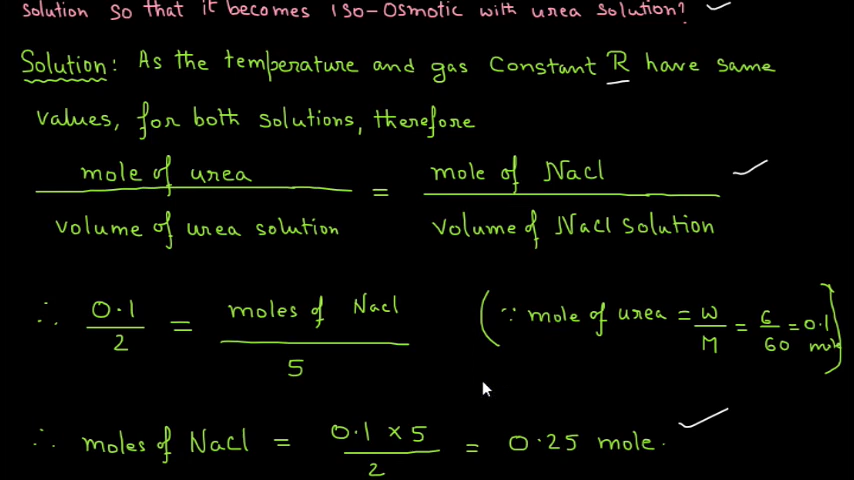 solution so that it becomes Iso-Osmotic with urea solution?
Solution: As the temperature and gas Constant R have same
values, for both solutions, therefore
mole of urea / volume of urea solution = mole of NaCl / volume of NaCl solution
∴ 0.1 / 2 = moles of NaCl / 5 (∵ mole of urea = W / M = 6 / 60 = 0.1 mole)
∴ moles of NaCl = 0.1 × 5 / 2 = 0.25 mole.